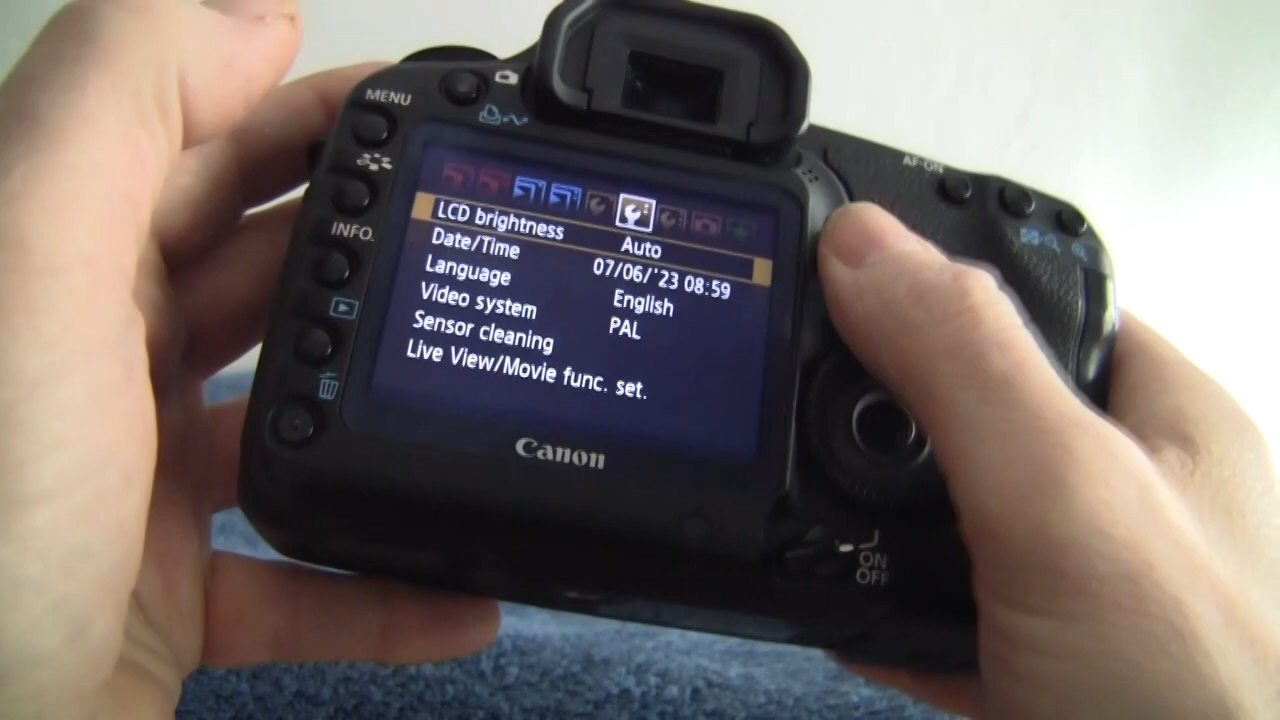 MENU
AF-ON
INFO.
LCD brightness Auto
Date/Time 07/06/'23 08:59
Language English
Video system PAL
Sensor cleaning
Live View/Movie func. set.
Canon
ON
OFF